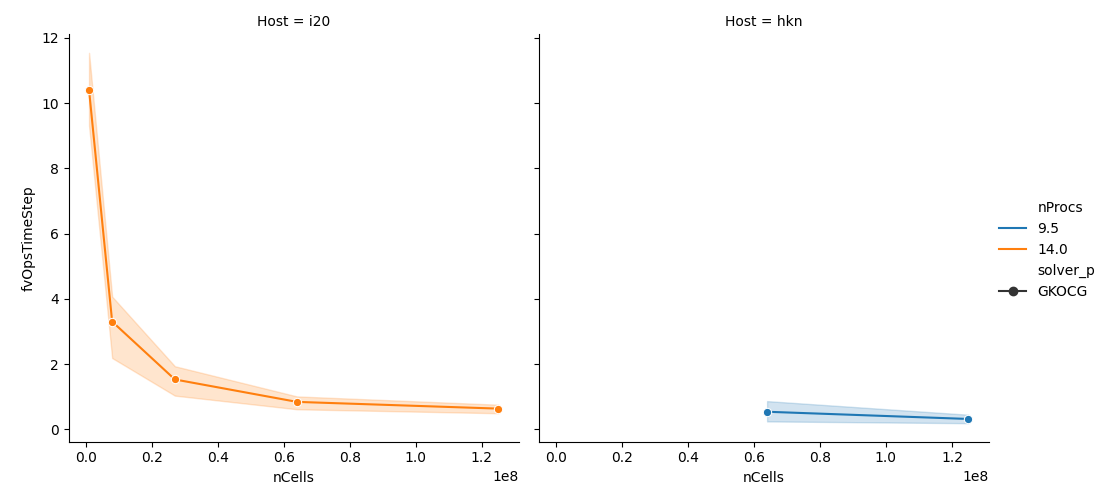 Host = i20
Host = hkn
12
10
8
6
4
2
0
fvOpsTimeStep
0.0 0.2 0.4 0.6 0.8 1.0 1.2
1e8
nCells
0.0 0.2 0.4 0.6 0.8 1.0 1.2
1e8
nCells
nProcs
9.5
14.0
solver_p
GKOCG